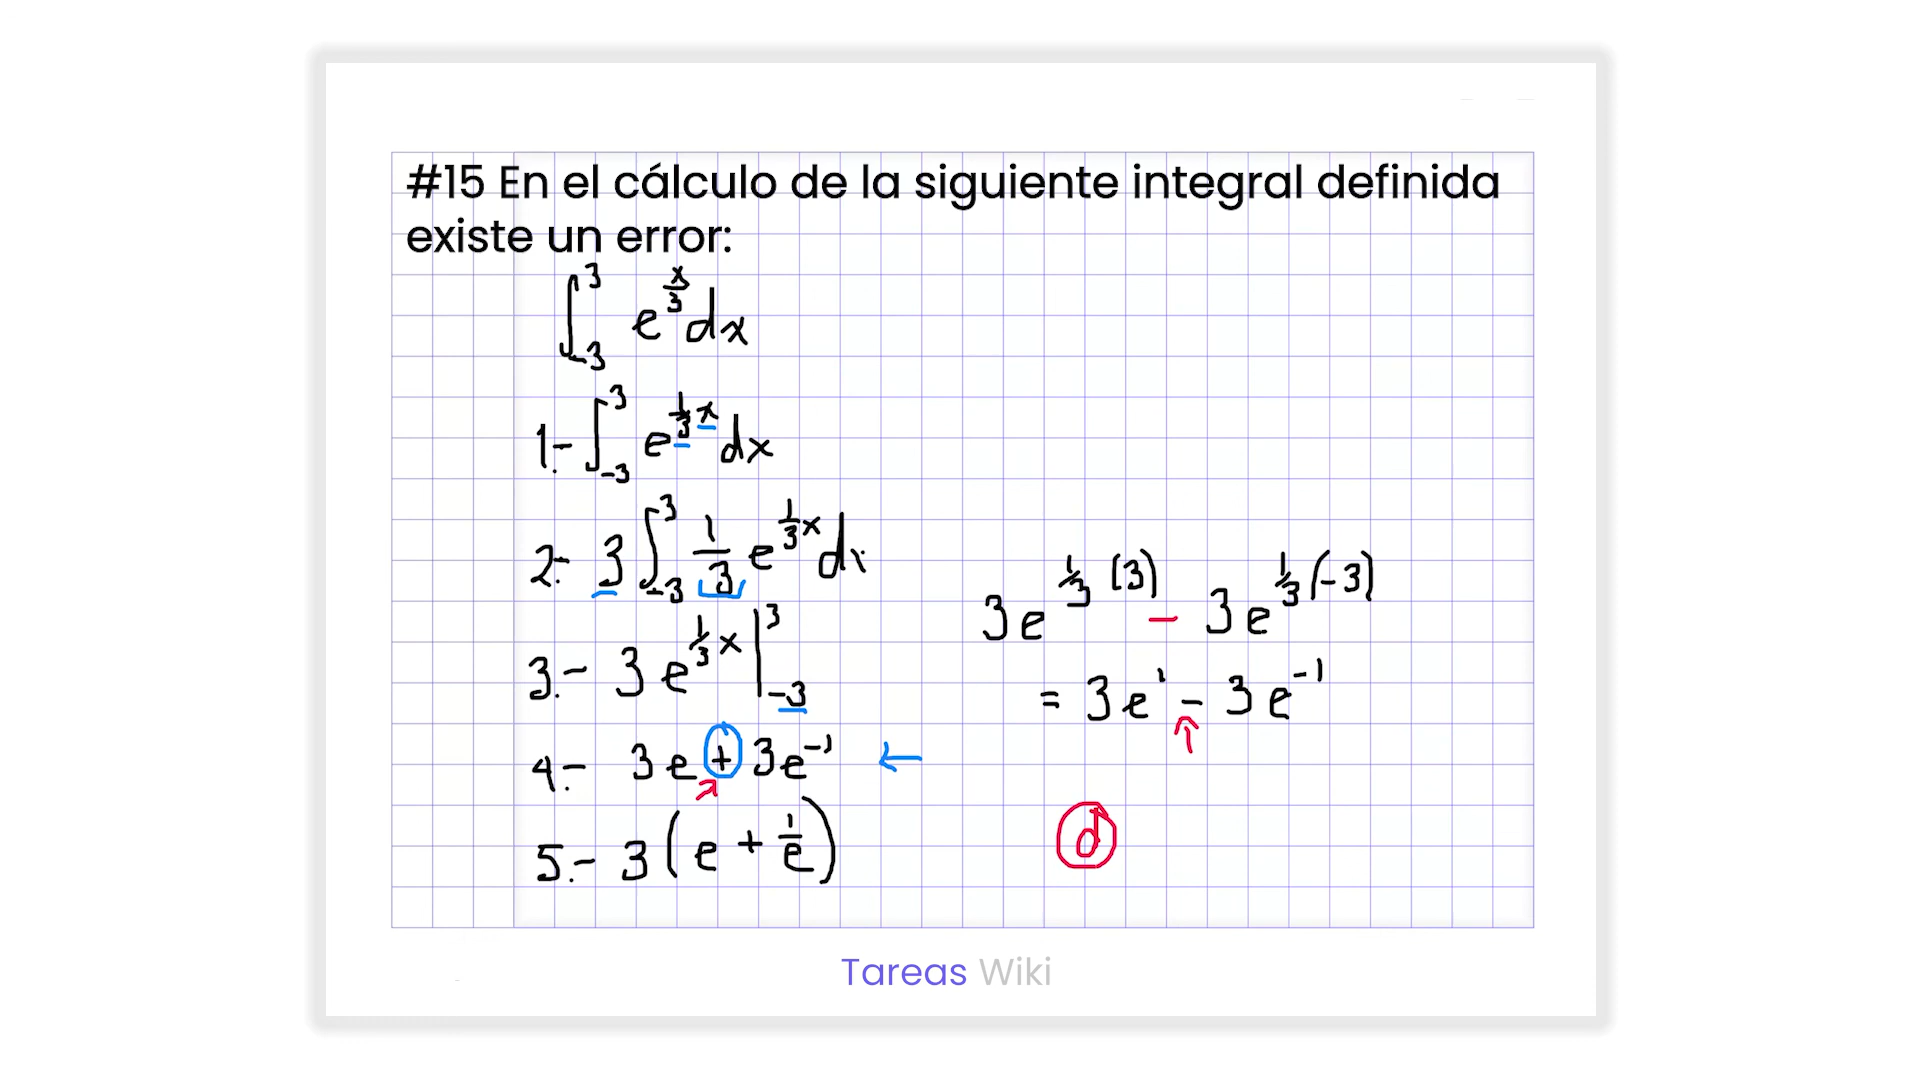 #15 En el cálculo de la siguiente integral definida
existe un error:
∫₋₃³ e^(x/3) dx
1.- ∫₋₃³ e^(1/3 x) dx
2.- 3 ∫₋₃³ 1/3 e^(1/3 x) dx
3.- 3 e^(1/3 x) |₋₃³
4.- 3e + 3e⁻¹ ←
5.- 3 (e + 1/e)
3e^(1/3 (3)) - 3e^(1/3 (-3))
= 3e¹ - 3e⁻¹
d
Tareas Wiki